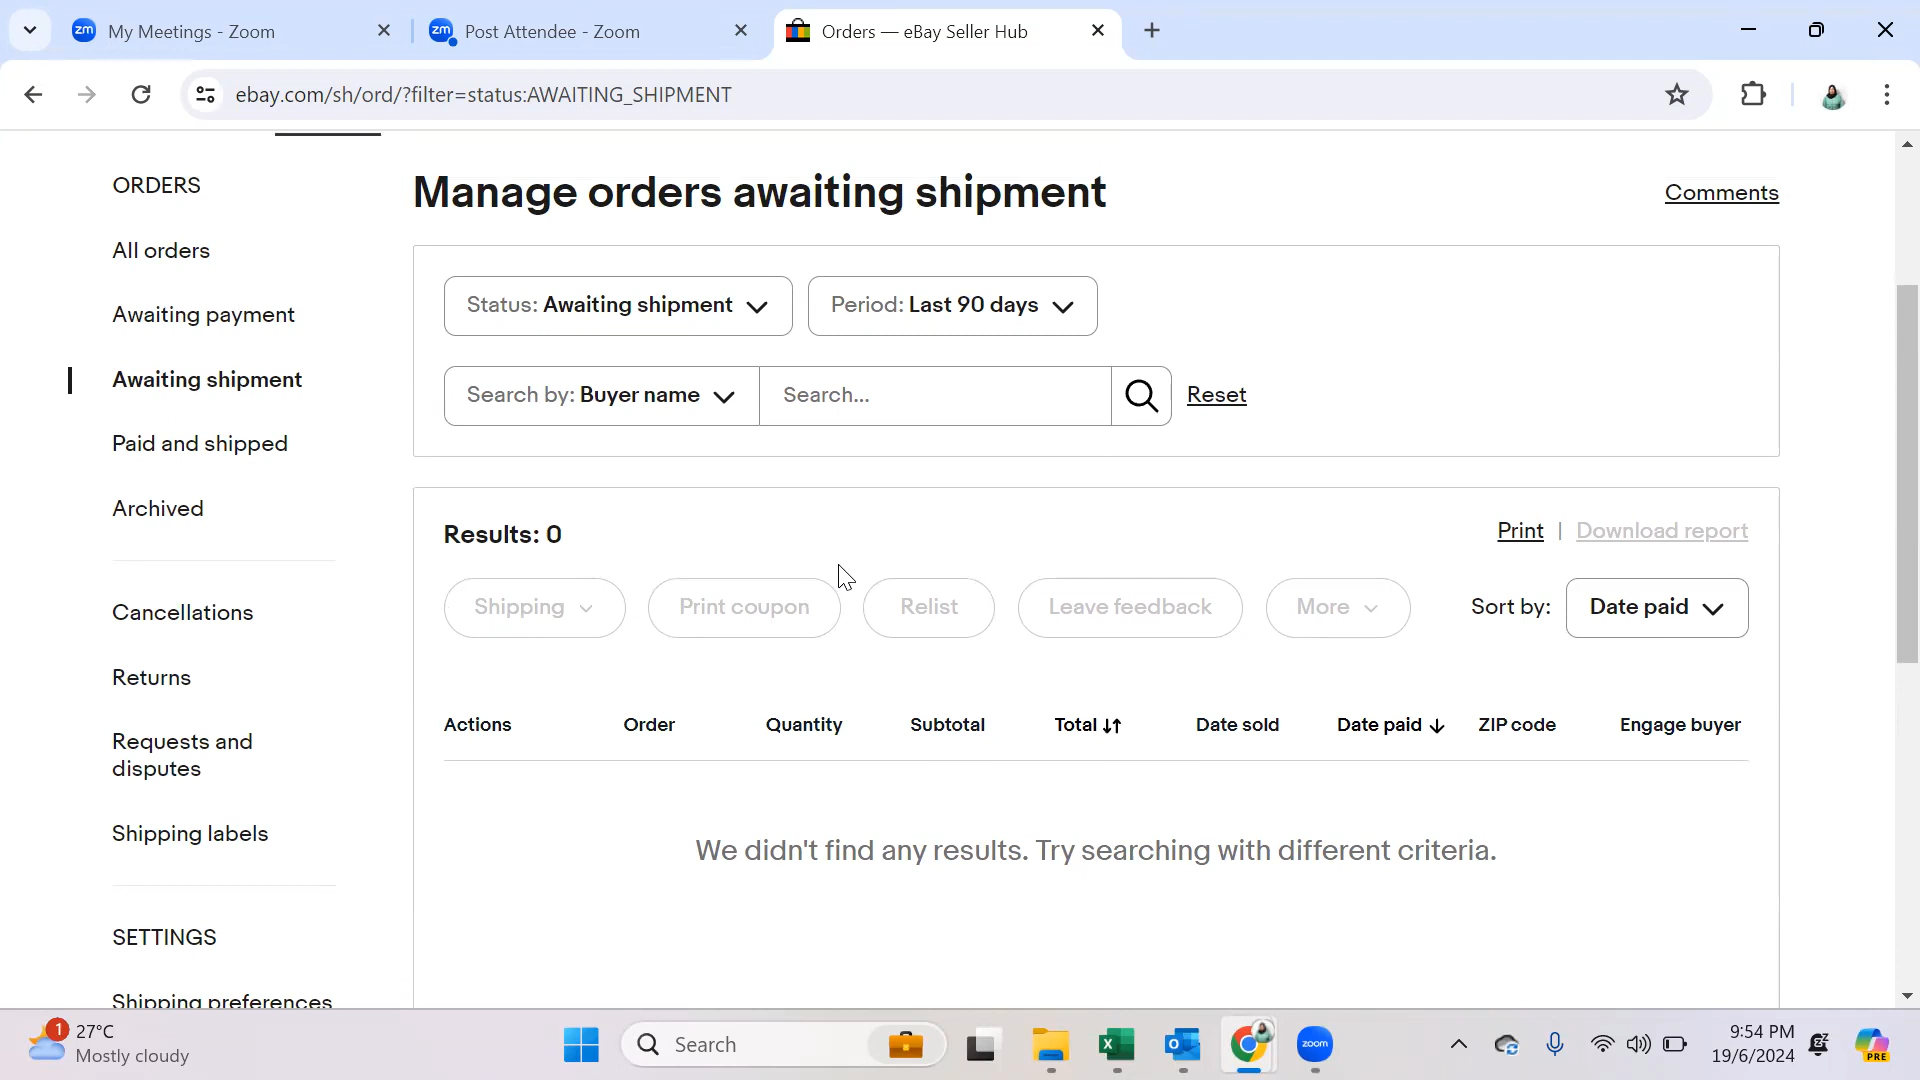 My Meetings - Zoom
Post Attendee - Zoom
Orders — eBay Seller Hub
ebay.com/sh/ord/?filter=status:AWAITING_SHIPMENT
ORDERS
All orders
Awaiting payment
Awaiting shipment
Paid and shipped
Archived
Cancellations
Returns
Requests and
disputes
Shipping labels
SETTINGS
Shipping preferences
Manage orders awaiting shipment
Comments
Status: Awaiting shipment
Period: Last 90 days
Search by: Buyer name
Search...
Reset
Results: 0
Print | Download report
Shipping
Print coupon
Relist
Leave feedback
More
Sort by:
Date paid
Actions
Order
Quantity
Subtotal
Total
Date sold
Date paid
ZIP code
Engage buyer
We didn't find any results. Try searching with different criteria.
1
27°C
Mostly cloudy
Search
zoom
9:54 PM
19/6/2024
PRE